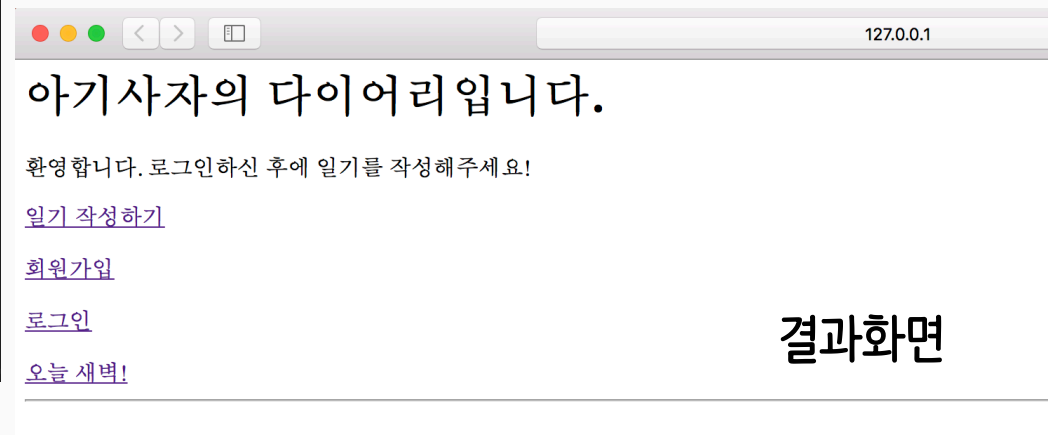 127.0.0.1
아기사자의 다이어리입니다.
환영합니다. 로그인하신 후에 일기를 작성해주세요!
일기 작성하기
회원가입
로그인
결과화면
오늘 새벽!